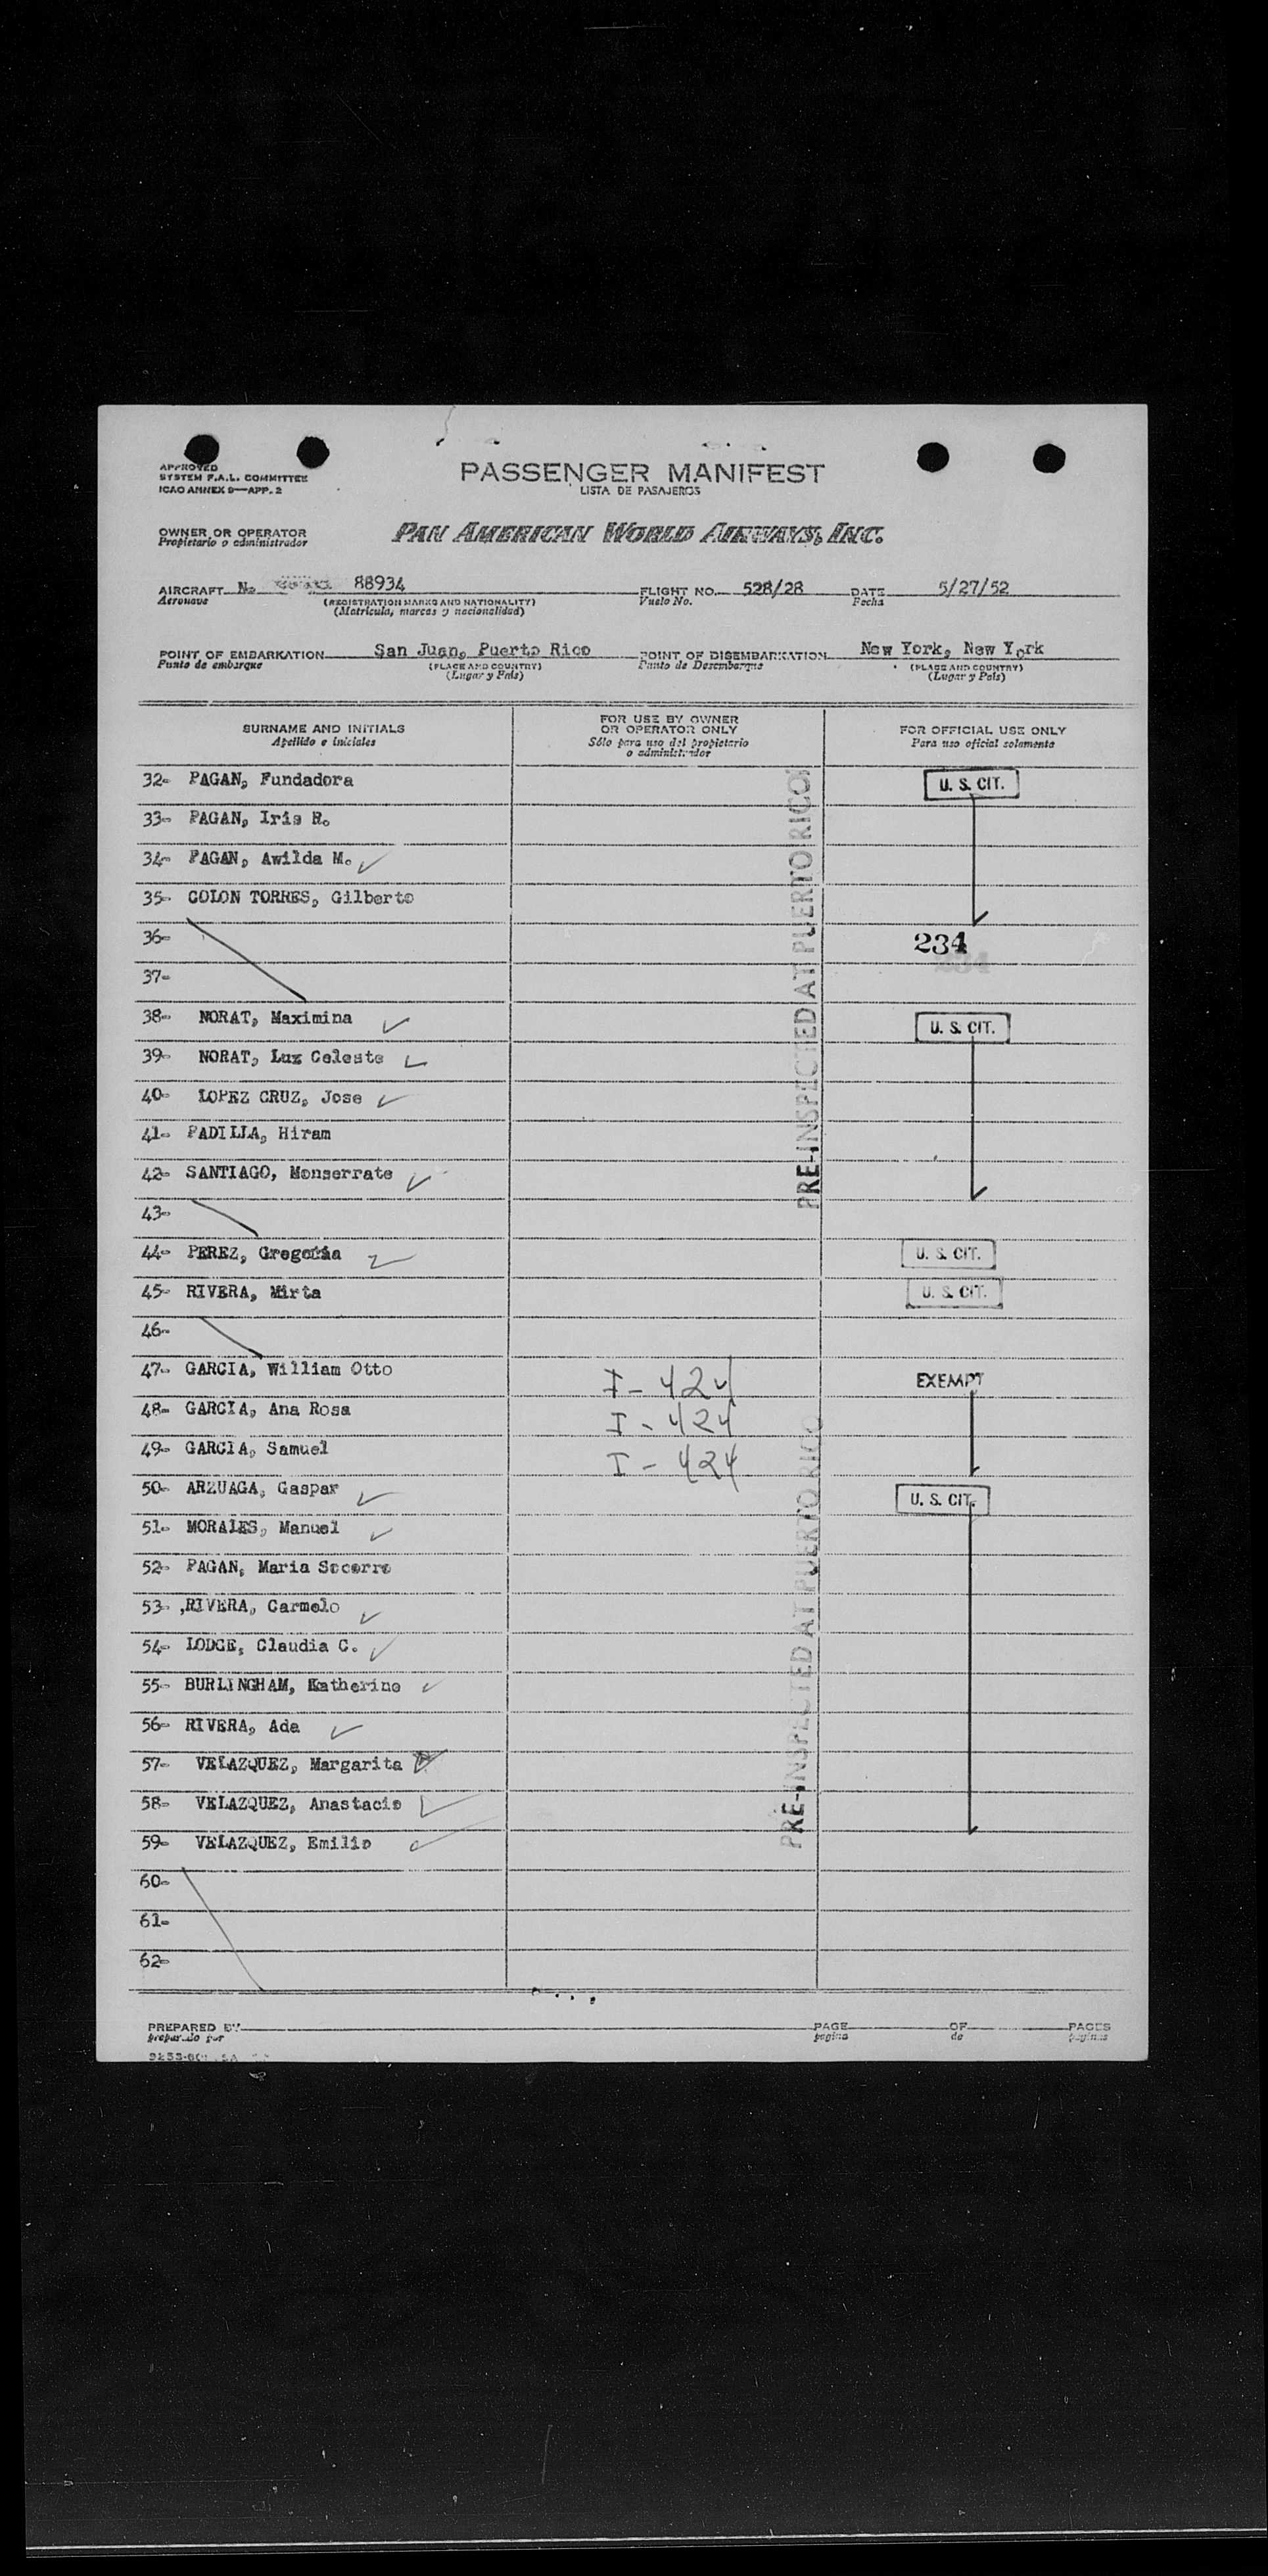 APPROVED
SYSTEM F.A.L. COMMITTEE
ICAO ANNEX 9—APP. 2
PASSENGER MANIFEST
LISTA DE PASAJEROS
OWNER OR OPERATOR
Propietario o administrador
PAN AMERICAN WORLD AIRWAYS, INC.
AIRCRAFT No 88934 FLIGHT NO. 528/28 DATE 5/27/52
Aeronave (REGISTRATION MARKS AND NATIONALITY) Vuelo No. Fecha
(Matrícula, marcas y nacionalidad)
POINT OF EMBARKATION San Juan, Puerto Rico POINT OF DISEMBARKATION New York, New York
Punto de embarque (PLACE AND COUNTRY) Punto de Desembarque (PLACE AND COUNTRY)
(Lugar y País) (Lugar y País)
SURNAME AND INITIALS
Apellido e iniciales
FOR USE BY OWNER
OR OPERATOR ONLY
Sólo para uso del propietario
o administrador
FOR OFFICIAL USE ONLY
Para uso oficial solamente
32- PAGAN, Fundadora U. S. CIT.
33- PAGAN, Iris R.
34- PAGAN, Awilda M.
35- COLON TORRES, Gilberto
36- 234
37-
38- NORAT, Maximina U. S. CIT.
39- NORAT, Luz Celeste
40- LOPEZ CRUZ, Jose
41- PADILLA, Hiram
42- SANTIAGO, Monserrate
43-
44- PEREZ, Gregoria U. S. CIT.
45- RIVERA, Mirta U. S. CIT.
46-
47- GARCIA, William Otto I-424 EXEMPT
48- GARCIA, Ana Rosa I-424
49- GARCIA, Samuel I-424
50- ARZUAGA, Gaspar U. S. CIT.
51- MORALES, Manuel
52- PAGAN, Maria Socorro
53- RIVERA, Carmelo
54- LODGE, Claudia C.
55- BURLINGHAM, Katherine
56- RIVERA, Ada
57- VELAZQUEZ, Margarita
58- VELAZQUEZ, Anastacio
59- VELAZQUEZ, Emilio
60-
61-
62-
PRE-INSPECTED AT PUERTO RICO
PRE-INSPECTED AT PUERTO RICO
PREPARED BY PAGE OF PAGES
preparado por página de páginas